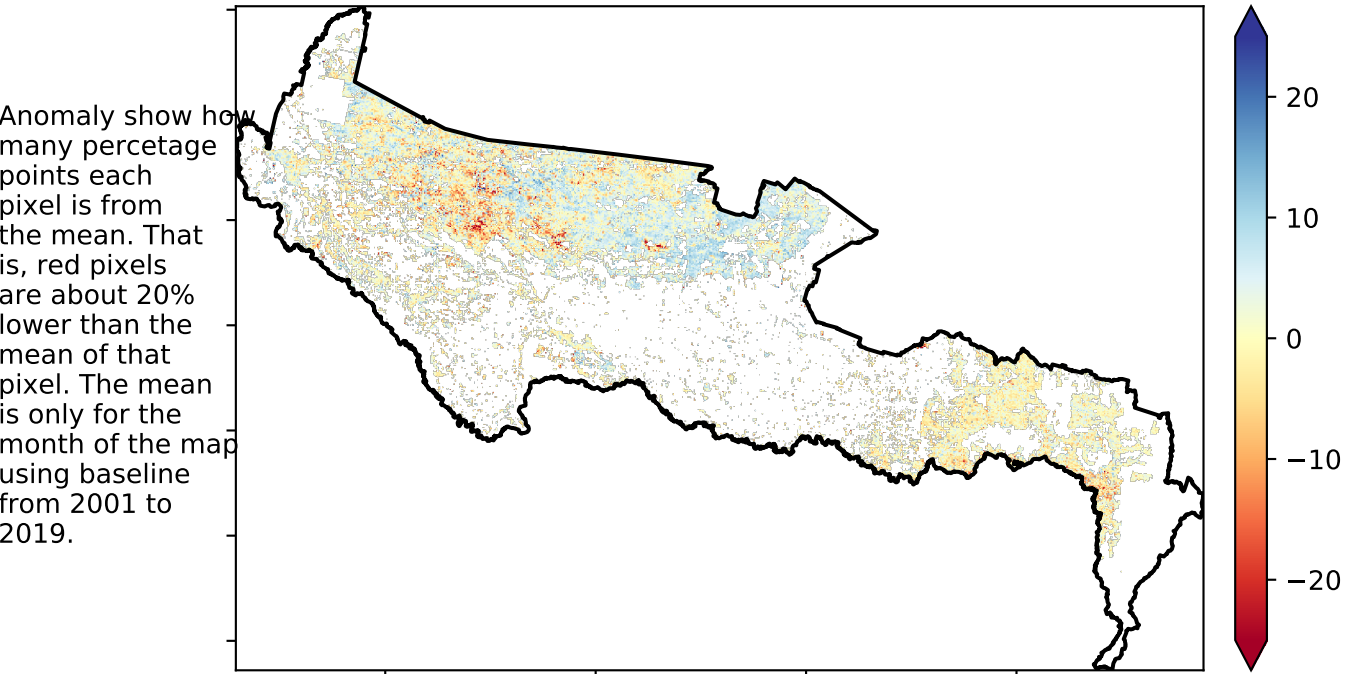 Anomaly show how
many percetage
points each
pixel is from
the mean. That
is, red pixels
are about 20%
lower than the
mean of that
pixel. The mean
is only for the
month of the map
using baseline
from 2001 to
2019.
20
10
0
−10
−20